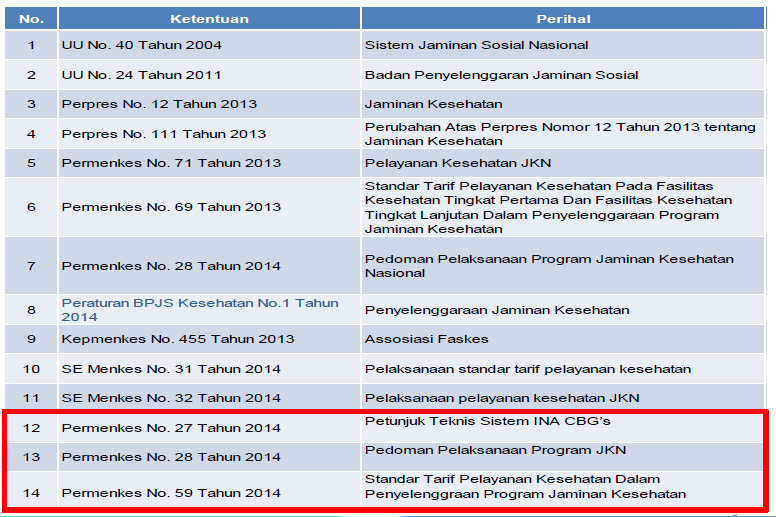 No. Ketentuan Perihal
1 UU No. 40 Tahun 2004 Sistem Jaminan Sosial Nasional
2 UU No. 24 Tahun 2011 Badan Penyelenggaran Jaminan Sosial
3 Perpres No. 12 Tahun 2013 Jaminan Kesehatan
4 Perpres No. 111 Tahun 2013 Perubahan Atas Perpres Nomor 12 Tahun 2013 tentang
Jaminan Kesehatan
5 Permenkes No. 71 Tahun 2013 Pelayanan Kesehatan JKN
6 Permenkes No. 69 Tahun 2013 Standar Tarif Pelayanan Kesehatan Pada Fasilitas
Kesehatan Tingkat Pertama Dan Fasilitas Kesehatan
Tingkat Lanjutan Dalam Penyelenggaraan Program
Jaminan Kesehatan
7 Permenkes No. 28 Tahun 2014 Pedoman Pelaksanaan Program Jaminan Kesehatan
Nasional
8 Peraturan BPJS Kesehatan No.1 Tahun
2014 Penyelenggaraan Jaminan Kesehatan
9 Kepmenkes No. 455 Tahun 2013 Assosiasi Faskes
10 SE Menkes No. 31 Tahun 2014 Pelaksanaan standar tarif pelayanan kesehatan
11 SE Menkes No. 32 Tahun 2014 Pelaksanaan pelayanan kesehatan JKN
12 Permenkes No. 27 Tahun 2014 Petunjuk Teknis Sistem INA CBG's
13 Permenkes No. 28 Tahun 2014 Pedoman Pelaksanaan Program JKN
14 Permenkes No. 59 Tahun 2014 Standar Tarif Pelayanan Kesehatan Dalam
Penyelenggraan Program Jaminan Kesehatan